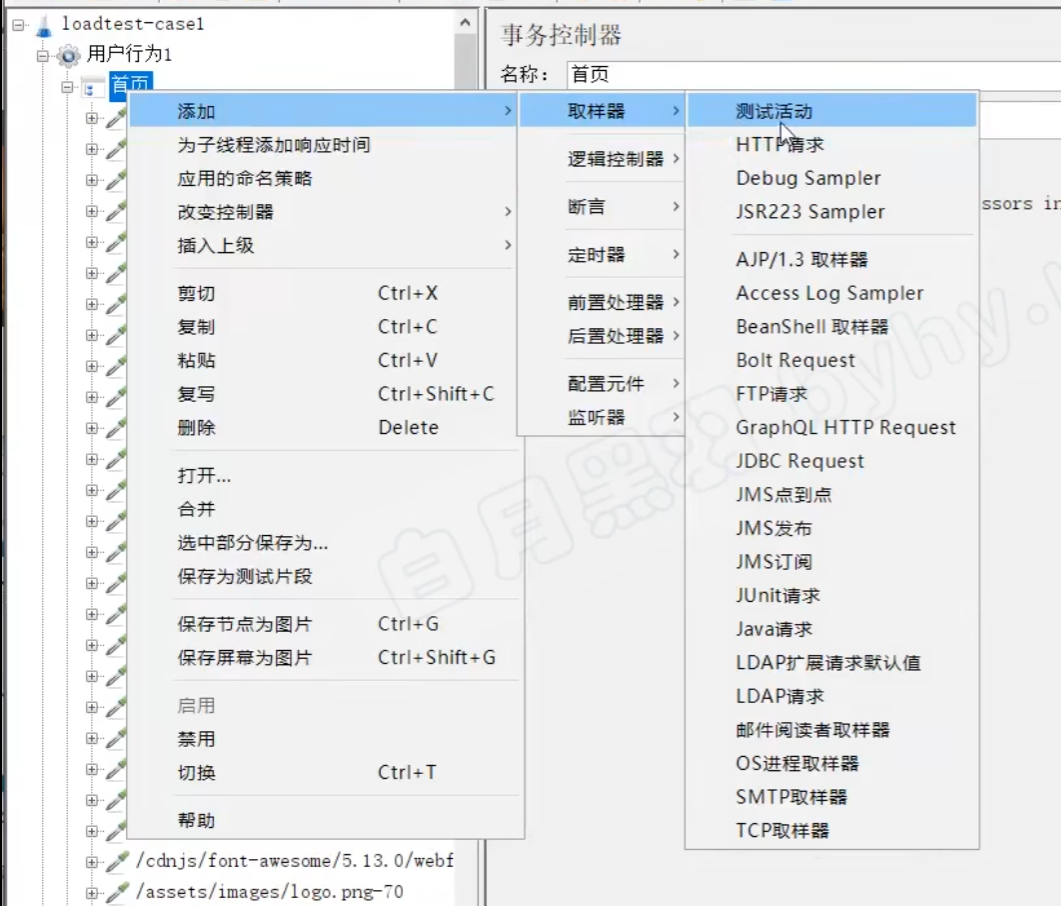 loadtest-case1
用户行为1
首页
事务控制器
名称： 首页
添加
为子线程添加响应时间
应用的命名策略
改变控制器
插入上级
剪切 Ctrl+X
复制 Ctrl+C
粘贴 Ctrl+V
复写 Ctrl+Shift+C
删除 Delete
打开...
合并
选中部分保存为...
保存为测试片段
保存节点为图片 Ctrl+G
保存屏幕为图片 Ctrl+Shift+G
启用
禁用
切换 Ctrl+T
帮助
取样器
逻辑控制器
断言
定时器
前置处理器
后置处理器
配置元件
监听器
测试活动
HTTP请求
Debug Sampler
JSR223 Sampler
AJP/1.3 取样器
Access Log Sampler
BeanShell 取样器
Bolt Request
FTP请求
GraphQL HTTP Request
JDBC Request
JMS点到点
JMS发布
JMS订阅
JUnit请求
Java请求
LDAP扩展请求默认值
LDAP请求
邮件阅读者取样器
OS进程取样器
SMTP取样器
TCP取样器
ssors in
/cdnjs/font-awesome/5.13.0/webf
/assets/images/logo.png-70
白月黑羽 byhy.